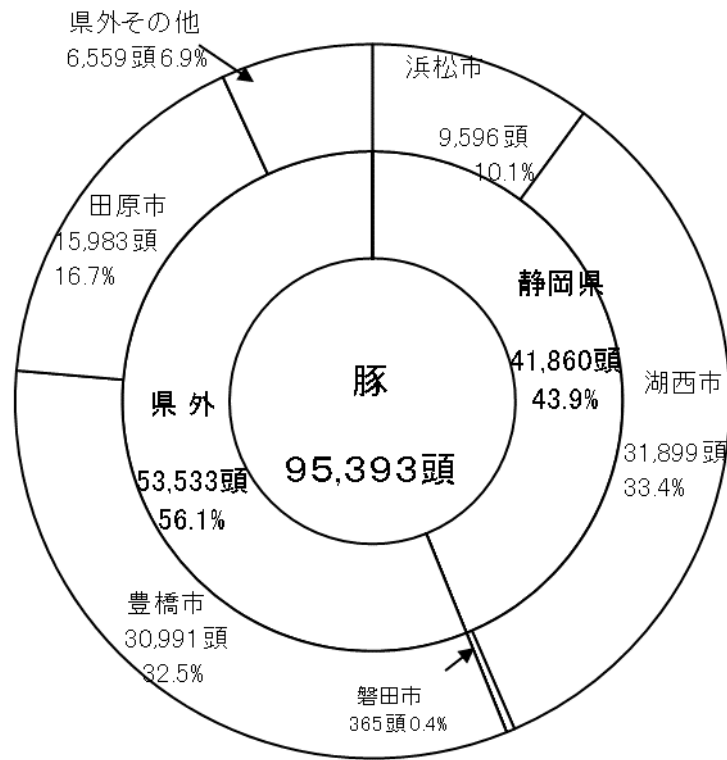 県外その他
6,559頭6.9%
浜松市
9,596頭
10.1%
田原市
15,983頭
16.7%
静岡県
41,860頭
43.9%
湖西市
31,899頭
33.4%
豚
95,393頭
県外
53,533頭
56.1%
豊橋市
30,991頭
32.5%
磐田市
365頭0.4%